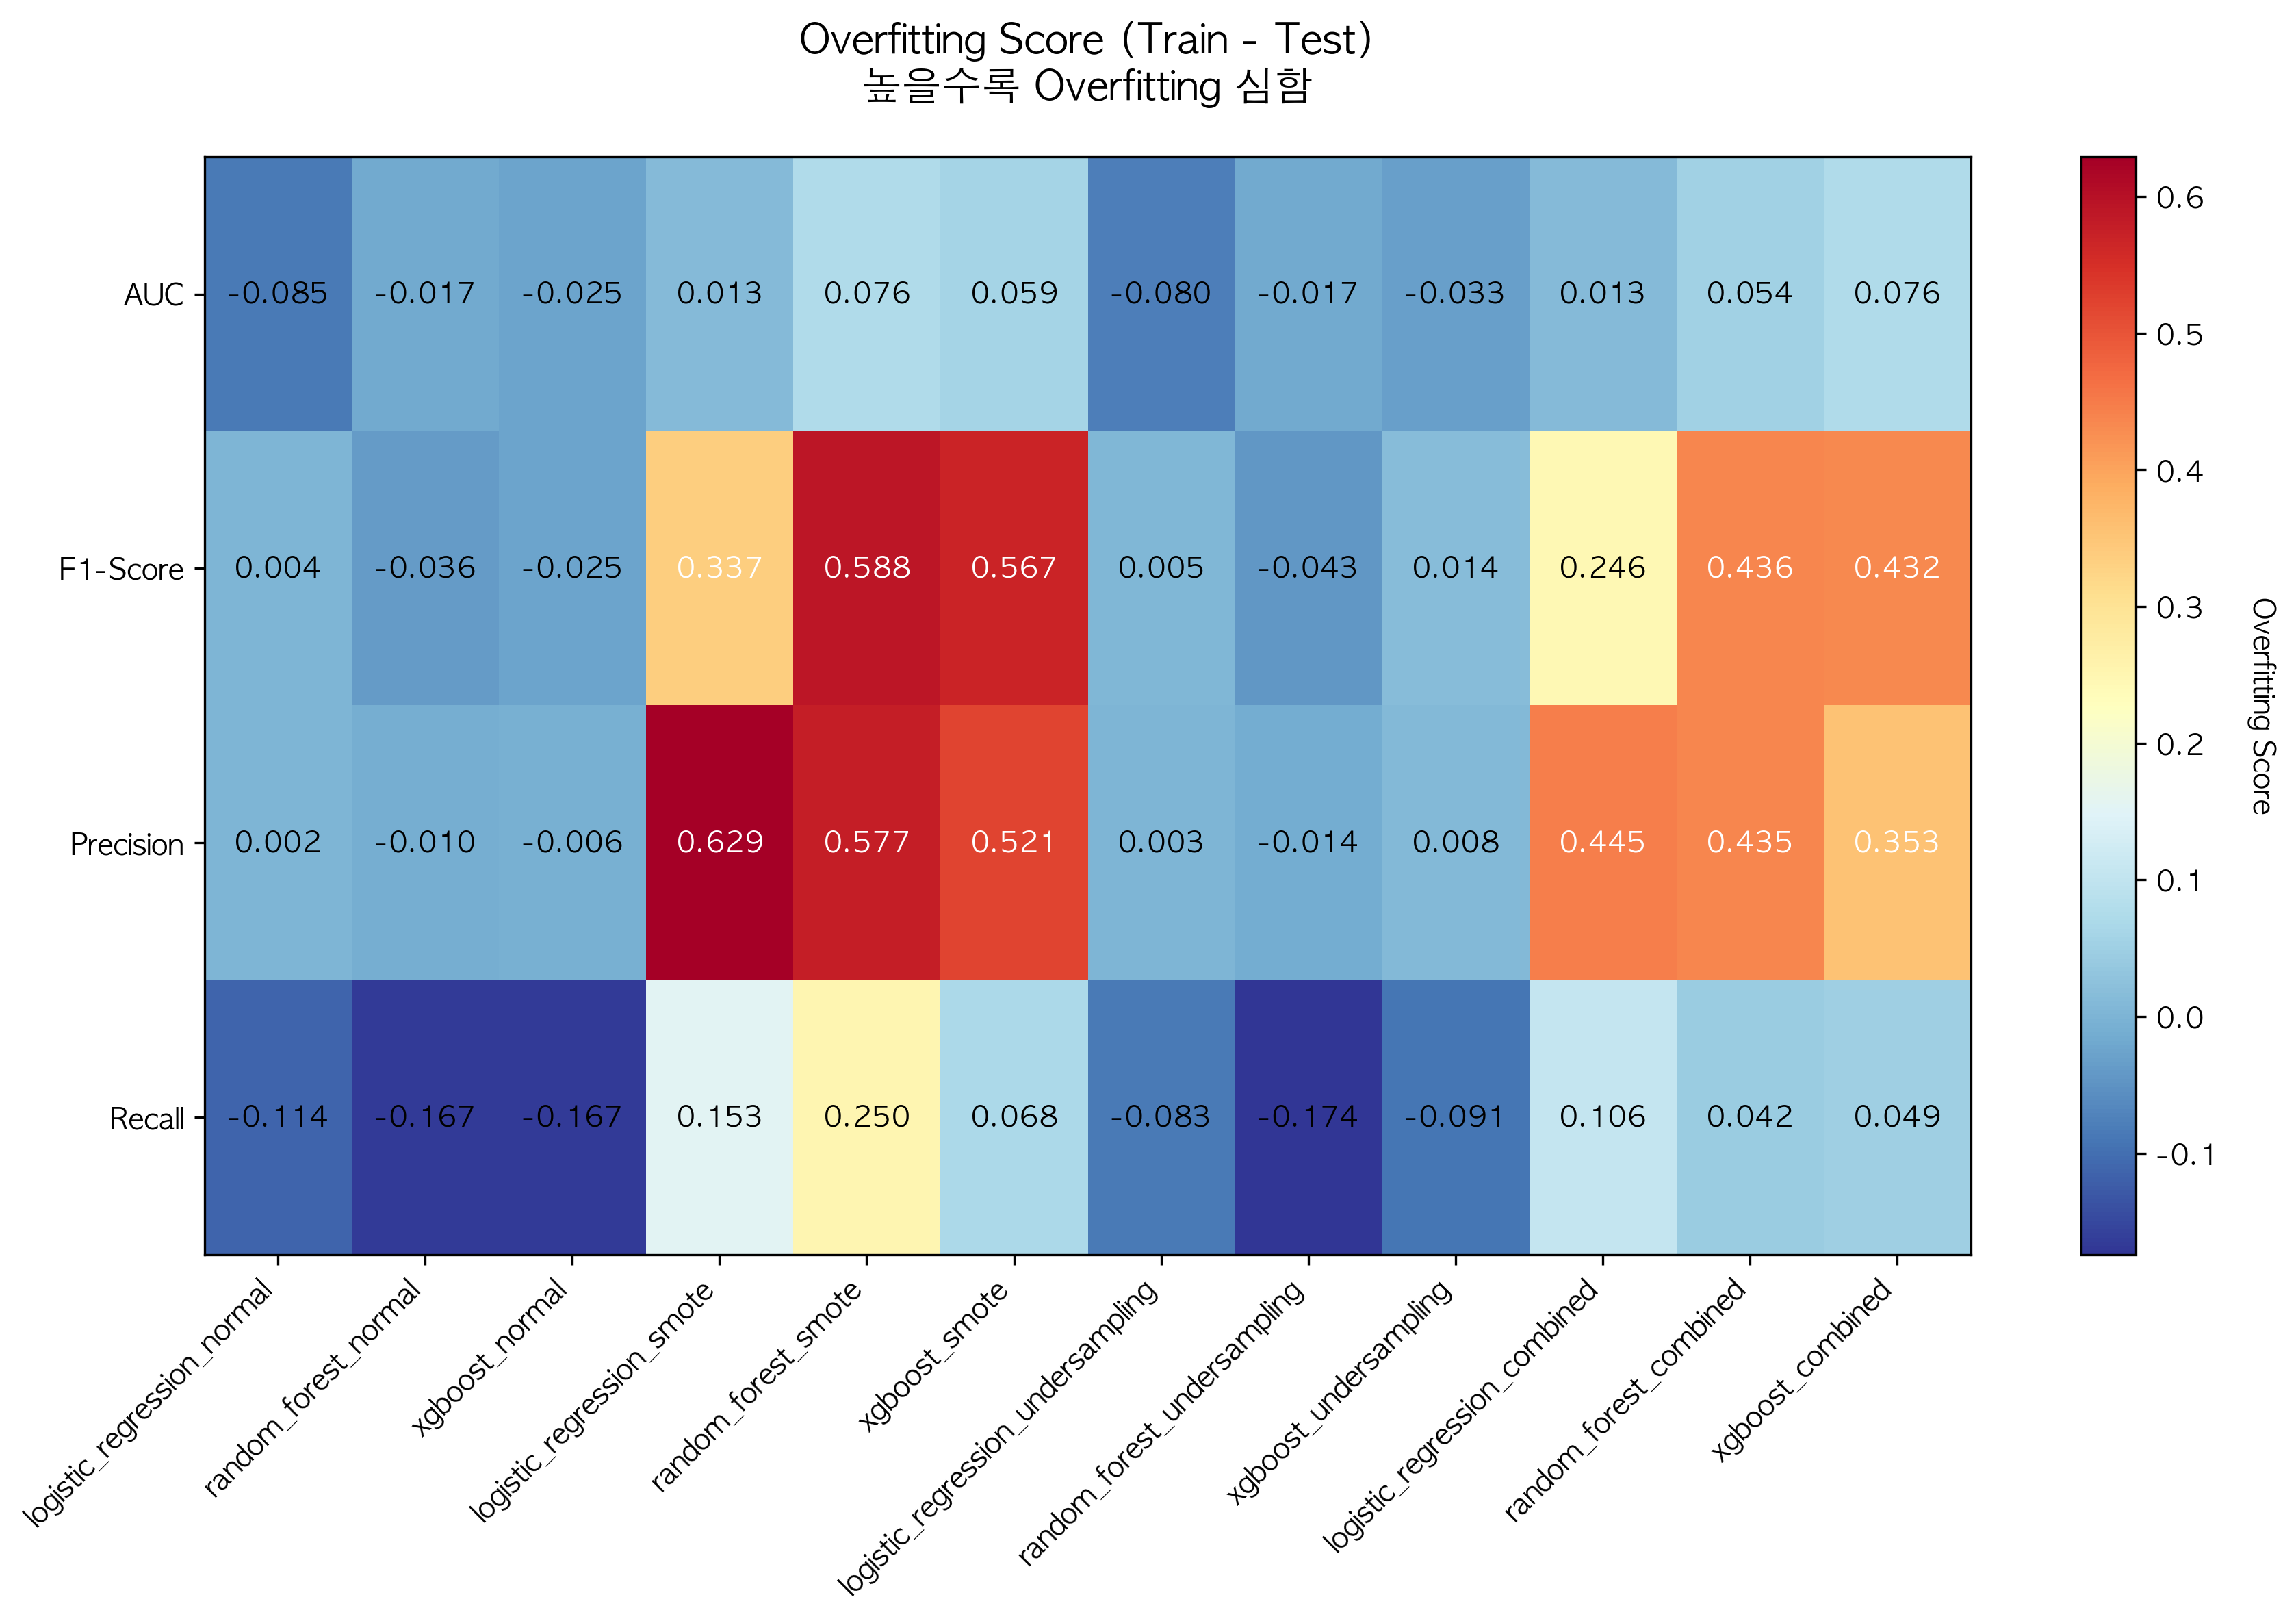 Overfitting Score (Train - Test)
높을수록 Overfitting 심함
AUC
-0.085 -0.017 -0.025 0.013 0.076 0.059 -0.080 -0.017 -0.033 0.013 0.054 0.076
F1-Score
0.004 -0.036 -0.025 0.337 0.588 0.567 0.005 -0.043 0.014 0.246 0.436 0.432
Precision
0.002 -0.010 -0.006 0.629 0.577 0.521 0.003 -0.014 0.008 0.445 0.435 0.353
Recall
-0.114 -0.167 -0.167 0.153 0.250 0.068 -0.083 -0.174 -0.091 0.106 0.042 0.049
logistic_regression_normal
random_forest_normal
xgboost_normal
logistic_regression_smote
random_forest_smote
xgboost_smote
logistic_regression_undersampling
random_forest_undersampling
xgboost_undersampling
logistic_regression_combined
random_forest_combined
xgboost_combined
0.6
0.5
0.4
0.3
0.2
0.1
0.0
-0.1
Overfitting Score